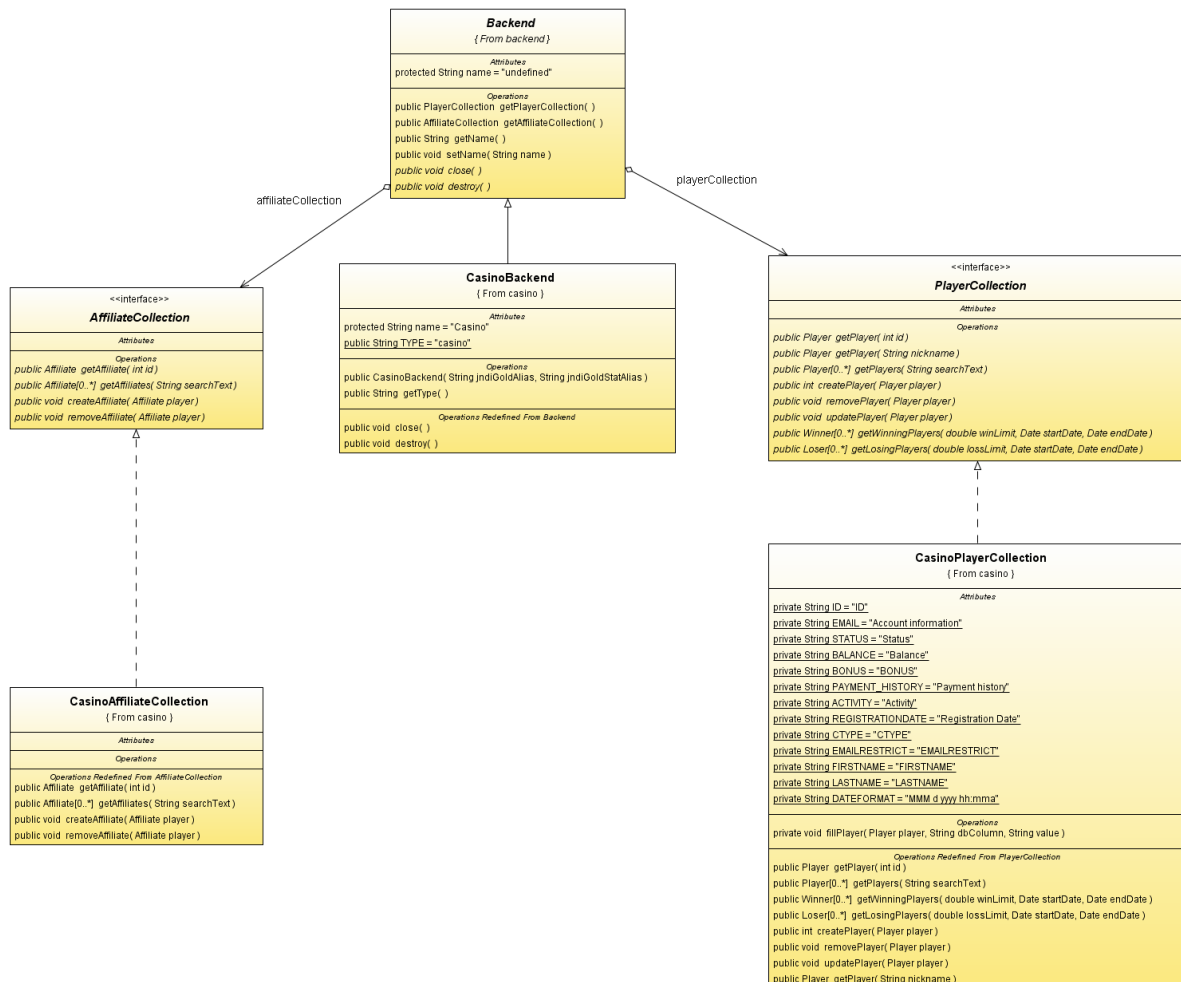 Backend
{ From backend }
Attributes
protected String name = "undefined"
Operations
public PlayerCollection getPlayerCollection( )
public AffiliateCollection getAffiliateCollection( )
public String getName( )
public void setName( String name )
public void close( )
public void destroy( )
affiliateCollection
playerCollection
<<interface>>
AffiliateCollection
Attributes
Operations
public Affiliate getAffiliate( int id )
public Affiliate[0..*] getAffiliates( String searchText )
public void createAffiliate( Affiliate player )
public void removeAffiliate( Affiliate player )
CasinoBackend
{ From casino }
Attributes
protected String name = "Casino"
public String TYPE = "casino"
Operations
public CasinoBackend( String jndiGoldAlias, String jndiGoldStatAlias )
public String getType( )
Operations Redefined From Backend
public void close( )
public void destroy( )
<<interface>>
PlayerCollection
Attributes
Operations
public Player getPlayer( int id )
public Player getPlayer( String nickname )
public Player[0..*] getPlayers( String searchText )
public int createPlayer( Player player )
public void removePlayer( Player player )
public void updatePlayer( Player player )
public Winner[0..*] getWinningPlayers( double winLimit, Date startDate, Date endDate )
public Loser[0..*] getLosingPlayers( double lossLimit, Date startDate, Date endDate )
CasinoAffiliateCollection
{ From casino }
Attributes
Operations
Operations Redefined From AffiliateCollection
public Affiliate getAffiliate( int id )
public Affiliate[0..*] getAffiliates( String searchText )
public void createAffiliate( Affiliate player )
public void removeAffiliate( Affiliate player )
CasinoPlayerCollection
{ From casino }
Attributes
private String ID = "ID"
private String EMAIL = "Account information"
private String STATUS = "Status"
private String BALANCE = "Balance"
private String BONUS = "BONUS"
private String PAYMENT_HISTORY = "Payment history"
private String ACTIVITY = "Activity"
private String REGISTRATIONDATE = "Registration Date"
private String CTYPE = "CTYPE"
private String EMAILRESTRICT = "EMAILRESTRICT"
private String FIRSTNAME = "FIRSTNAME"
private String LASTNAME = "LASTNAME"
private String DATEFORMAT = "MMM d yyyy hh:mma"
Operations
private void fillPlayer( Player player, String dbColumn, String value )
Operations Redefined From PlayerCollection
public Player getPlayer( int id )
public Player[0..*] getPlayers( String searchText )
public Winner[0..*] getWinningPlayers( double winLimit, Date startDate, Date endDate )
public Loser[0..*] getLosingPlayers( double lossLimit, Date startDate, Date endDate )
public int createPlayer( Player player )
public void removePlayer( Player player )
public void updatePlayer( Player player )
public Player getPlayer( String nickname )